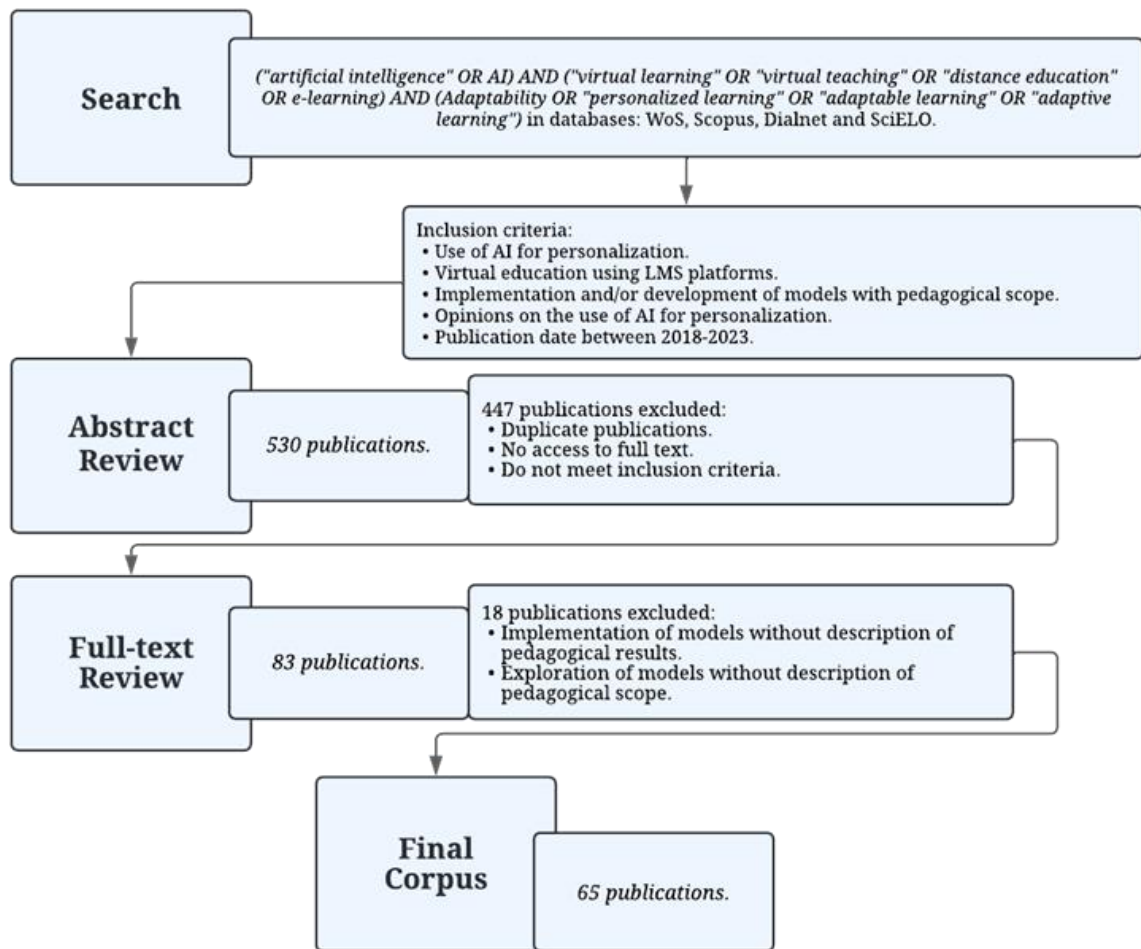 Search
("artificial intelligence" OR AI) AND ("virtual learning" OR "virtual teaching" OR "distance education"
OR e-learning) AND (Adaptability OR "personalized learning" OR "adaptable learning" OR "adaptive
learning") in databases: WoS, Scopus, Dialnet and SciELO.
Inclusion criteria:
• Use of AI for personalization.
• Virtual education using LMS platforms.
• Implementation and/or development of models with pedagogical scope.
• Opinions on the use of AI for personalization.
• Publication date between 2018-2023.
Abstract
Review
530 publications.
447 publications excluded:
• Duplicate publications.
• No access to full text.
• Do not meet inclusion criteria.
Full-text
Review
83 publications.
18 publications excluded:
• Implementation of models without description of
pedagogical results.
• Exploration of models without description of
pedagogical scope.
Final
Corpus
65 publications.